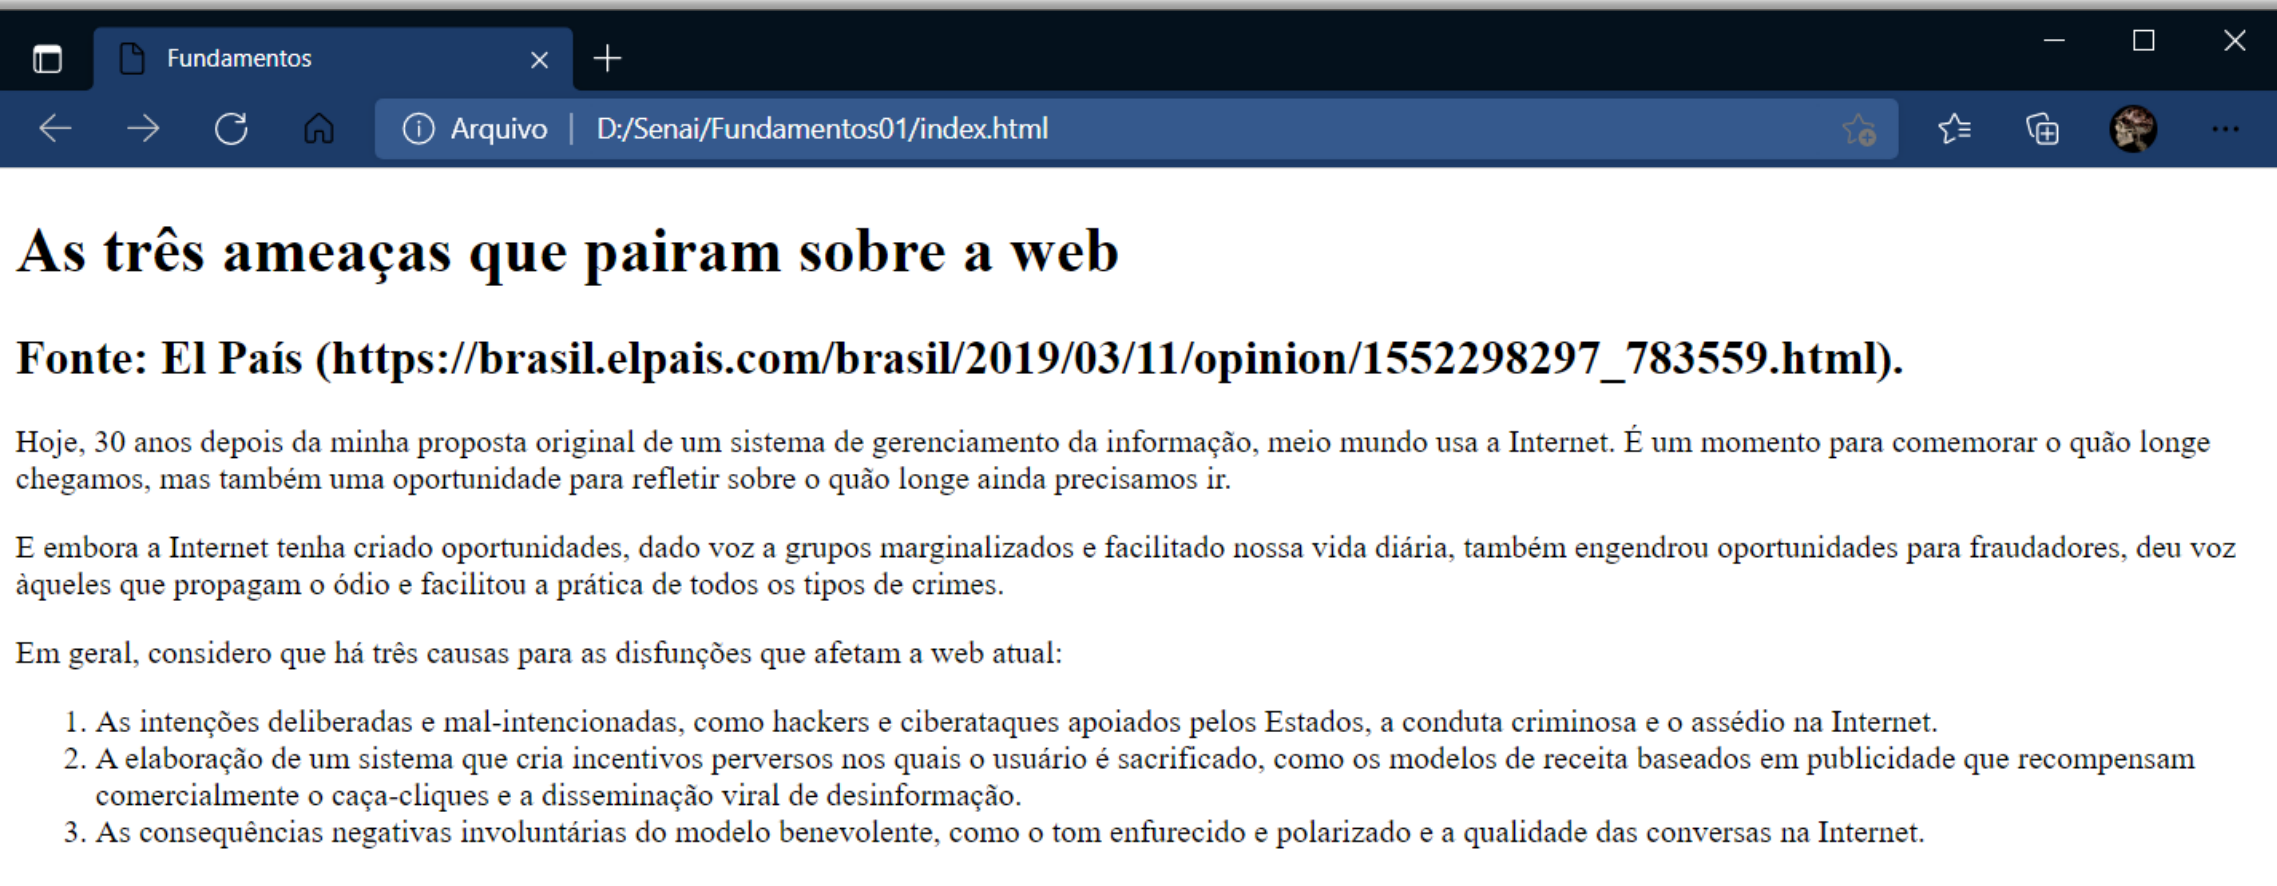 Fundamentos
Arquivo | D:/Senai/Fundamentos01/index.html
As três ameaças que pairam sobre a web
Fonte: El País (https://brasil.elpais.com/brasil/2019/03/11/opinion/1552298297_783559.html).
Hoje, 30 anos depois da minha proposta original de um sistema de gerenciamento da informação, meio mundo usa a Internet. É um momento para comemorar o quão longe
chegamos, mas também uma oportunidade para refletir sobre o quão longe ainda precisamos ir.
E embora a Internet tenha criado oportunidades, dado voz a grupos marginalizados e facilitado nossa vida diária, também engendrou oportunidades para fraudadores, deu voz
àqueles que propagam o ódio e facilitou a prática de todos os tipos de crimes.
Em geral, considero que há três causas para as disfunções que afetam a web atual:
1. As intenções deliberadas e mal-intencionadas, como hackers e ciberataques apoiados pelos Estados, a conduta criminosa e o assédio na Internet.
2. A elaboração de um sistema que cria incentivos perversos nos quais o usuário é sacrificado, como os modelos de receita baseados em publicidade que recompensam
comercialmente o caça-cliques e a disseminação viral de desinformação.
3. As consequências negativas involuntárias do modelo benevolente, como o tom enfurecido e polarizado e a qualidade das conversas na Internet.